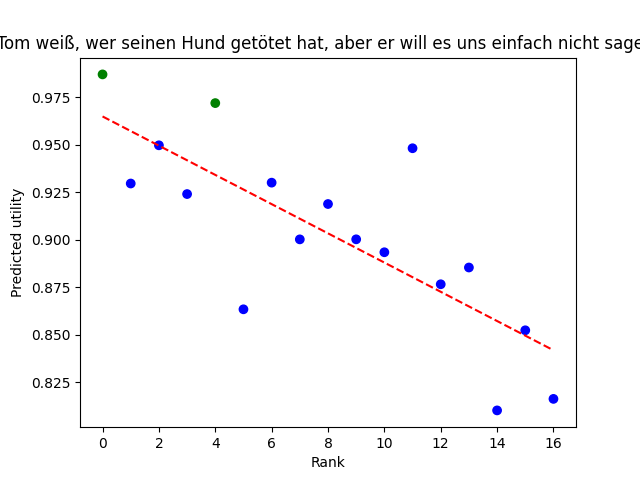 Tom weiß, wer seinen Hund getötet hat, aber er will es uns einfach nicht sage
0.975
0.950
0.925
0.900
0.875
0.850
0.825
Predicted utility
0 2 4 6 8 10 12 14 16
Rank